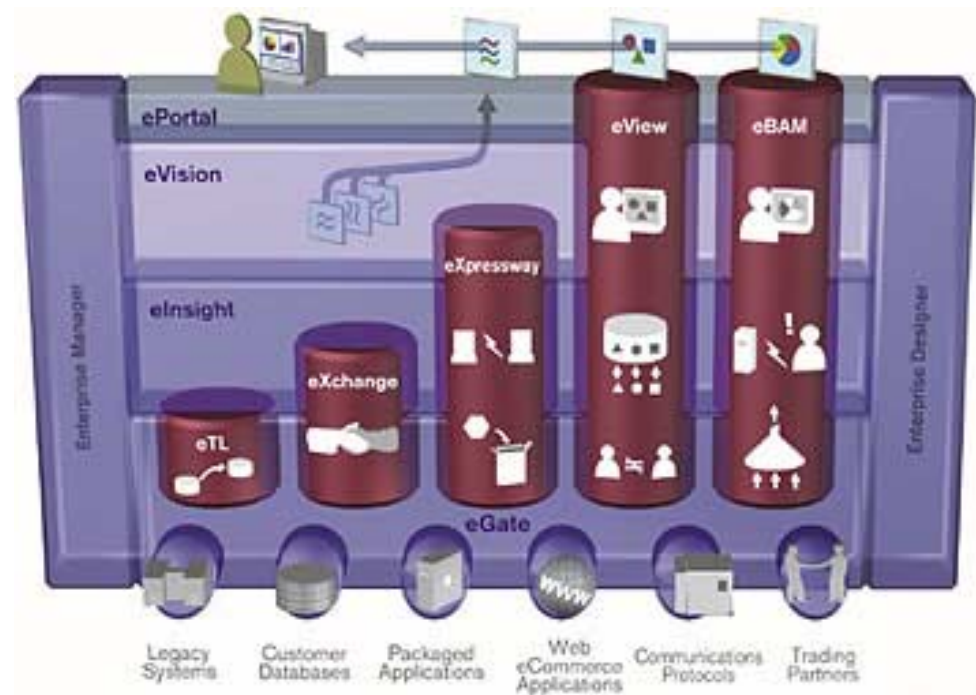 ePortal
eView
eBAM
eVision
eXpressway
eInsight
eXchange
eTL
Enterprise Manager
Enterprise Designer
eGate
WWW
Legacy
Systems
Customer
Databases
Packaged
Applications
Web
eCommerce
Applications
Communications
Protocols
Trading
Partners